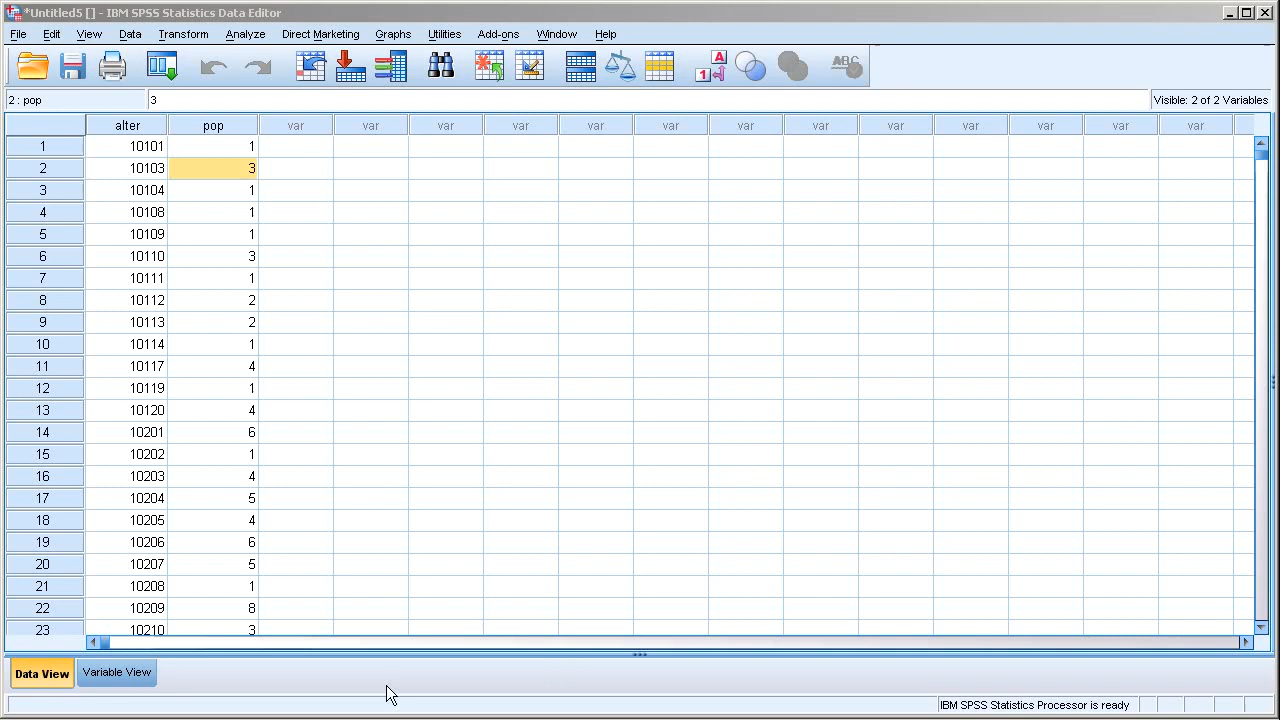 *Untitled5 [] - IBM SPSS Statistics Data Editor
File Edit View Data Transform Analyze Direct Marketing Graphs Utilities Add-ons Window Help
A
1
ABC
2 : pop 3 Visible: 2 of 2 Variables
alter pop var var var var var var var var var var var var var
1 10101 1
2 10103 3
3 10104 1
4 10108 1
5 10109 1
6 10110 3
7 10111 1
8 10112 2
9 10113 2
10 10114 1
11 10117 4
12 10119 1
13 10120 4
14 10201 6
15 10202 1
16 10203 4
17 10204 5
18 10205 4
19 10206 6
20 10207 5
21 10208 1
22 10209 8
23 10210 3
Data View Variable View
IBM SPSS Statistics Processor is ready